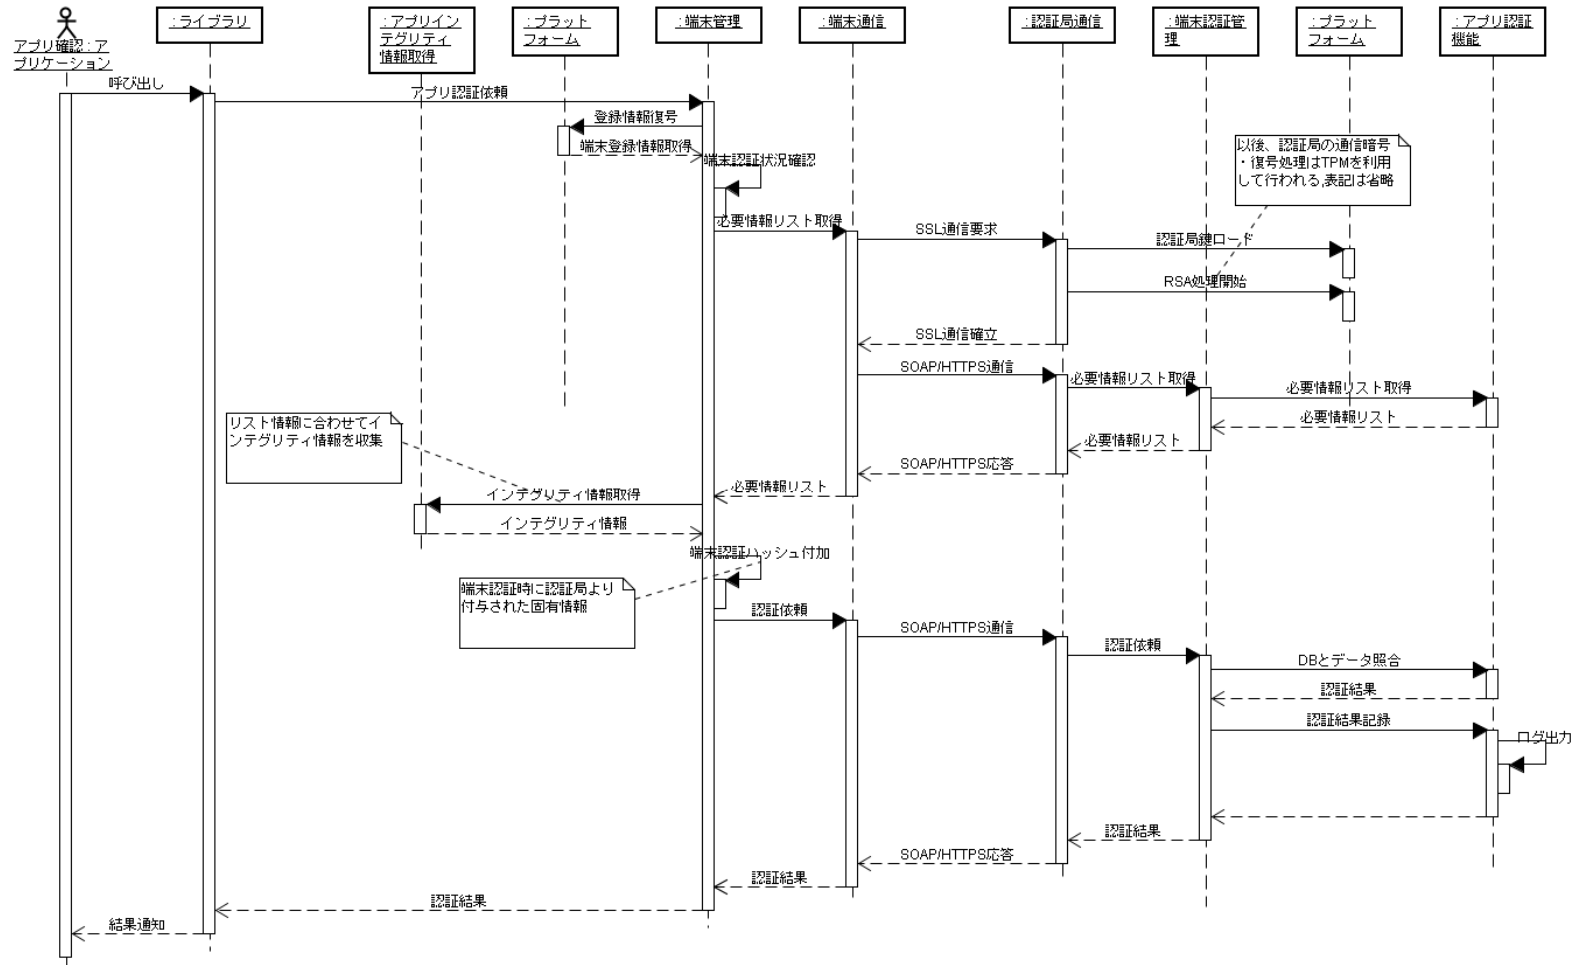 アプリ確認 : ア
プリケーション
: ライブラリ
: アプリイン
テグリティ
情報取得
: プラット
フォーム
: 端末管理
: 端末通信
: 認証局通信
: 端末認証管
理
: プラット
フォーム
: アプリ認証
機能
呼び出し
アプリ認証依頼
登録情報復号
端末登録情報取得
端末認証状況確認
以後、認証局の通信暗号
・復号処理はTPMを利用
して行われる,表記は省略
必要情報リスト取得
SSL通信要求
認証局鍵ロード
RSA処理開始
SSL通信確立
SOAP/HTTPS通信
必要情報リスト取得
必要情報リスト取得
必要情報リスト
必要情報リスト
SOAP/HTTPS応答
必要情報リスト
リスト情報に合わせてイ
ンテグリティ情報を収集
インテグリティ情報取得
インテグリティ情報
端末認証ハッシュ付加
端末認証時に認証局より
付与された固有情報
認証依頼
SOAP/HTTPS通信
認証依頼
DBとデータ照合
認証結果
認証結果記録
ログ出力
認証結果
SOAP/HTTPS応答
認証結果
認証結果
結果通知